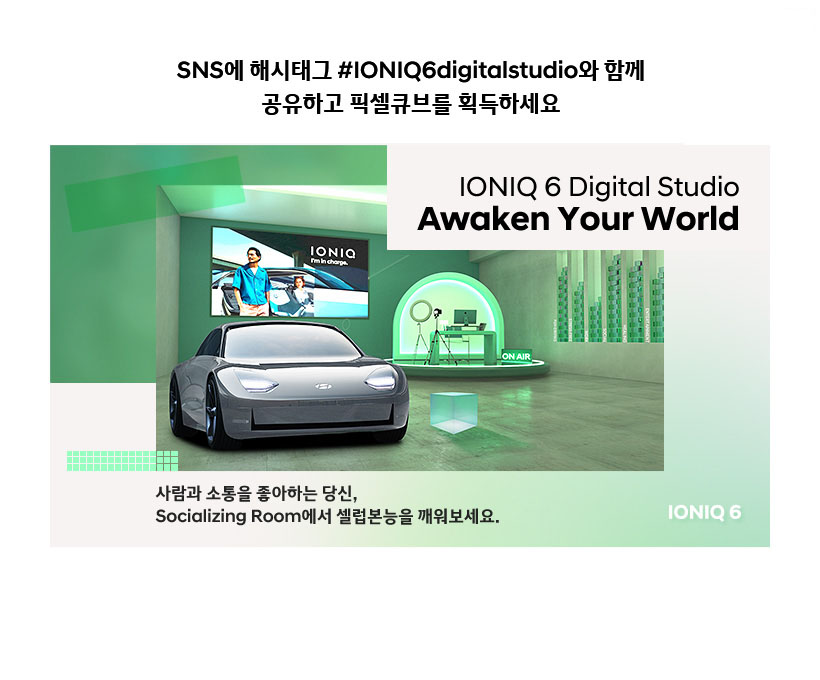 SNS에 해시태그 #IONIQ6digitalstudio와 함께
공유하고 픽셀큐브를 획득하세요
IONIQ 6 Digital Studio
Awaken Your World
IONIQ
I'm in charge.
ON AIR
사람과 소통을 좋아하는 당신,
Socializing Room에서 셀럽본능을 깨워보세요.
IONIQ 6